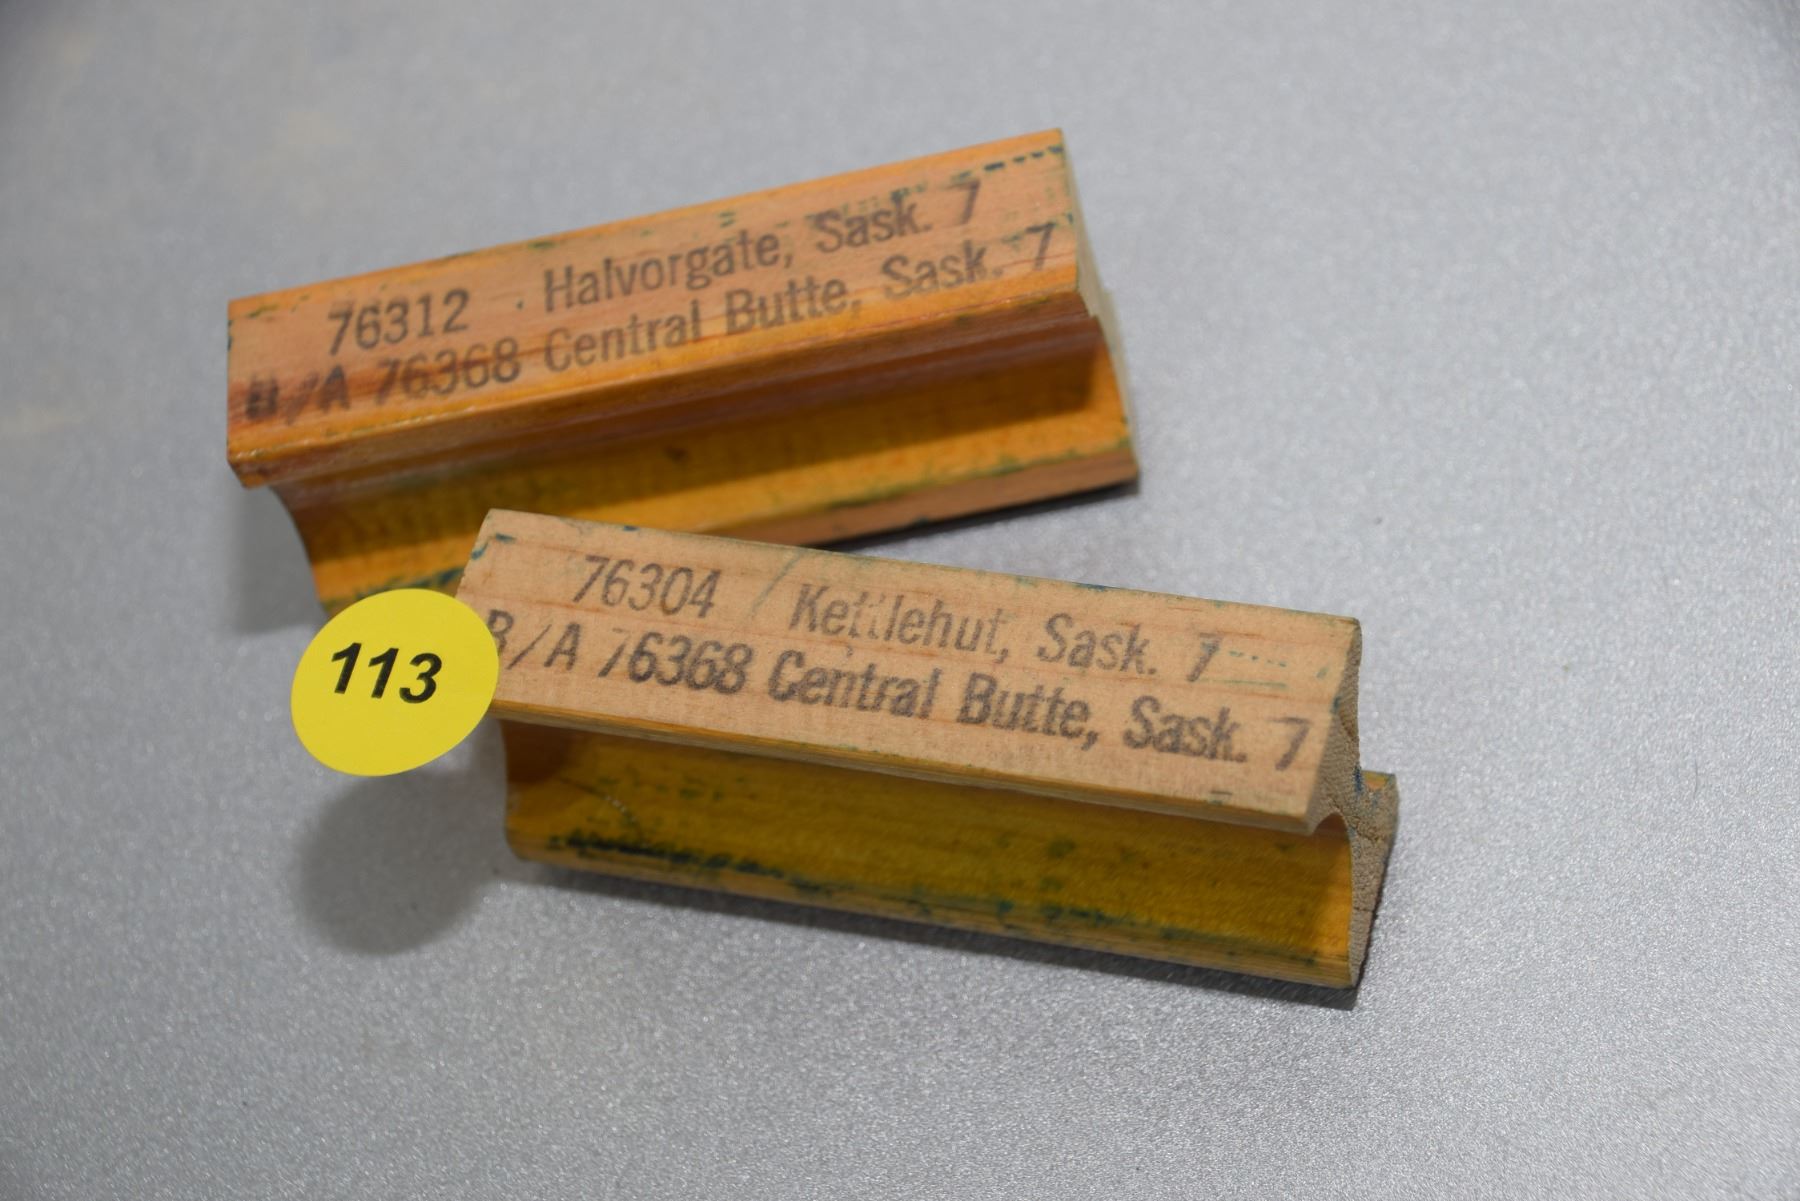 76312 Halvorgate, Sask. 7
B/A 76368 Central Butte, Sask. 7
76304 Kettlehut, Sask. 7
B/A 76368 Central Butte, Sask. 7
113